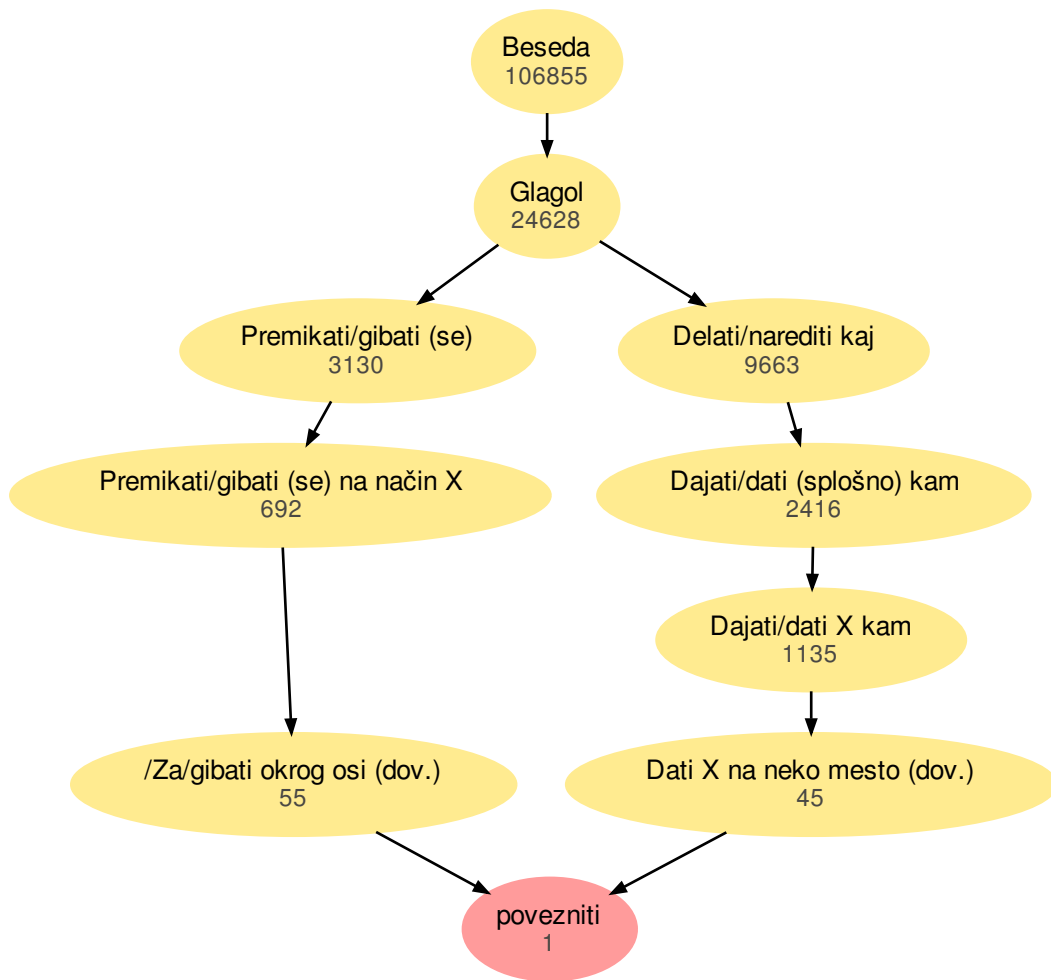 Beseda
106855
Glagol
24628
Premikati/gibati (se)
3130
Delati/narediti kaj
9663
Premikati/gibati (se) na način X
692
Dajati/dati (splošno) kam
2416
Dajati/dati X kam
1135
/Za/gibati okrog osi (dov.)
55
Dati X na neko mesto (dov.)
45
povezniti
1